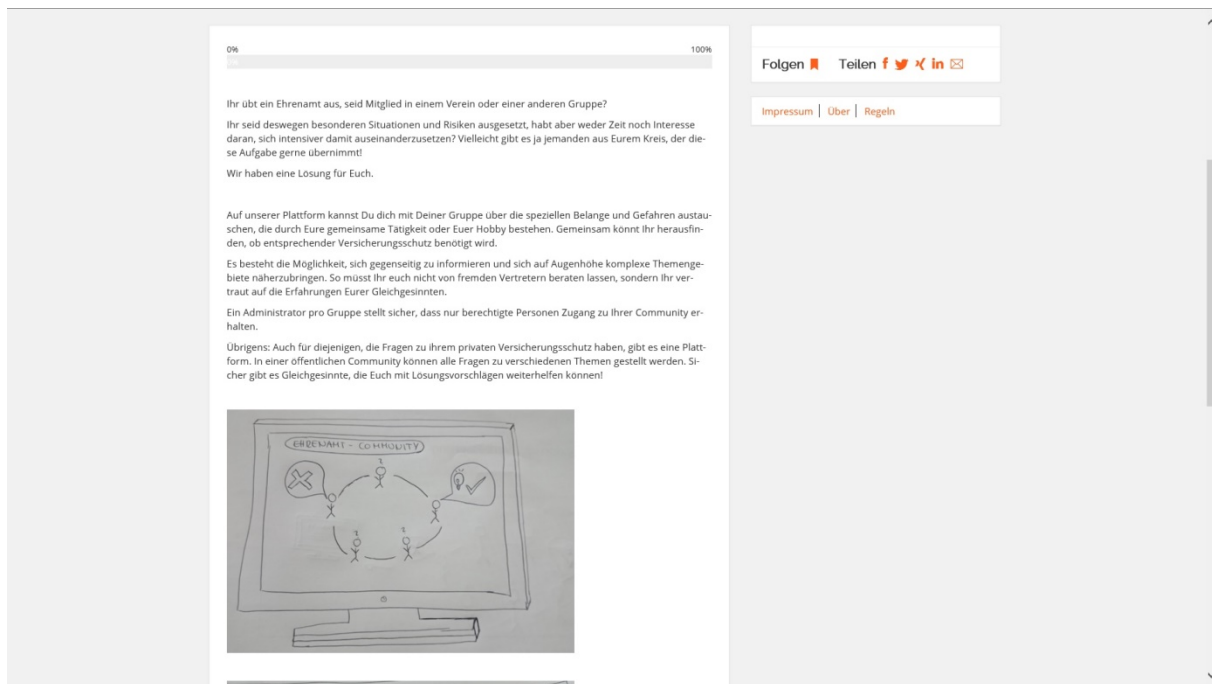 0% 100%
0%
Ihr übt ein Ehrenamt aus, seid Mitglied in einem Verein oder einer anderen Gruppe?
Ihr seid deswegen besonderen Situationen und Risiken ausgesetzt, habt aber weder Zeit noch Interesse
daran, sich intensiver damit auseinanderzusetzen? Vielleicht gibt es ja jemanden aus Eurem Kreis, der die-
se Aufgabe gerne übernimmt!
Wir haben eine Lösung für Euch.
Auf unserer Plattform kannst Du dich mit Deiner Gruppe über die speziellen Belange und Gefahren austau-
schen, die durch Eure gemeinsame Tätigkeit oder Euer Hobby bestehen. Gemeinsam könnt Ihr herausfin-
den, ob entsprechender Versicherungsschutz benötigt wird.
Es besteht die Möglichkeit, sich gegenseitig zu informieren und sich auf Augenhöhe komplexe Themenge-
biete näherzubringen. So müsst Ihr euch nicht von fremden Vertretern beraten lassen, sondern Ihr ver-
traut auf die Erfahrungen Eurer Gleichgesinnten.
Ein Administrator pro Gruppe stellt sicher, dass nur berechtigte Personen Zugang zu Ihrer Community er-
halten.
Übrigens: Auch für diejenigen, die Fragen zu ihrem privaten Versicherungsschutz haben, gibt es eine Platt-
form. In einer öffentlichen Community können alle Fragen zu verschiedenen Themen gestellt werden. Si-
cher gibt es Gleichgesinnte, die Euch mit Lösungsvorschlägen weiterhelfen können!
EHRENAMT - COMMUNITY
?
? ?
Folgen Teilen
Impressum | Über | Regeln